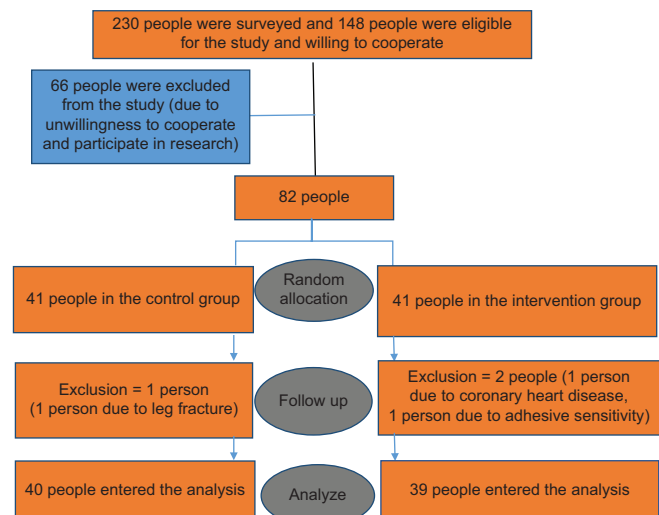 230 people were surveyed and 148 people were eligible
for the study and willing to cooperate
66 people were excluded
from the study (due to
unwillingness to cooperate
and participate in research)
82 people
Random
allocation
41 people in the control group
41 people in the intervention group
Exclusion = 1 person
(1 person due to leg fracture)
Follow up
Exclusion = 2 people (1 person
due to coronary heart disease,
1 person due to adhesive sensitivity)
40 people entered the analysis
Analyze
39 people entered the analysis